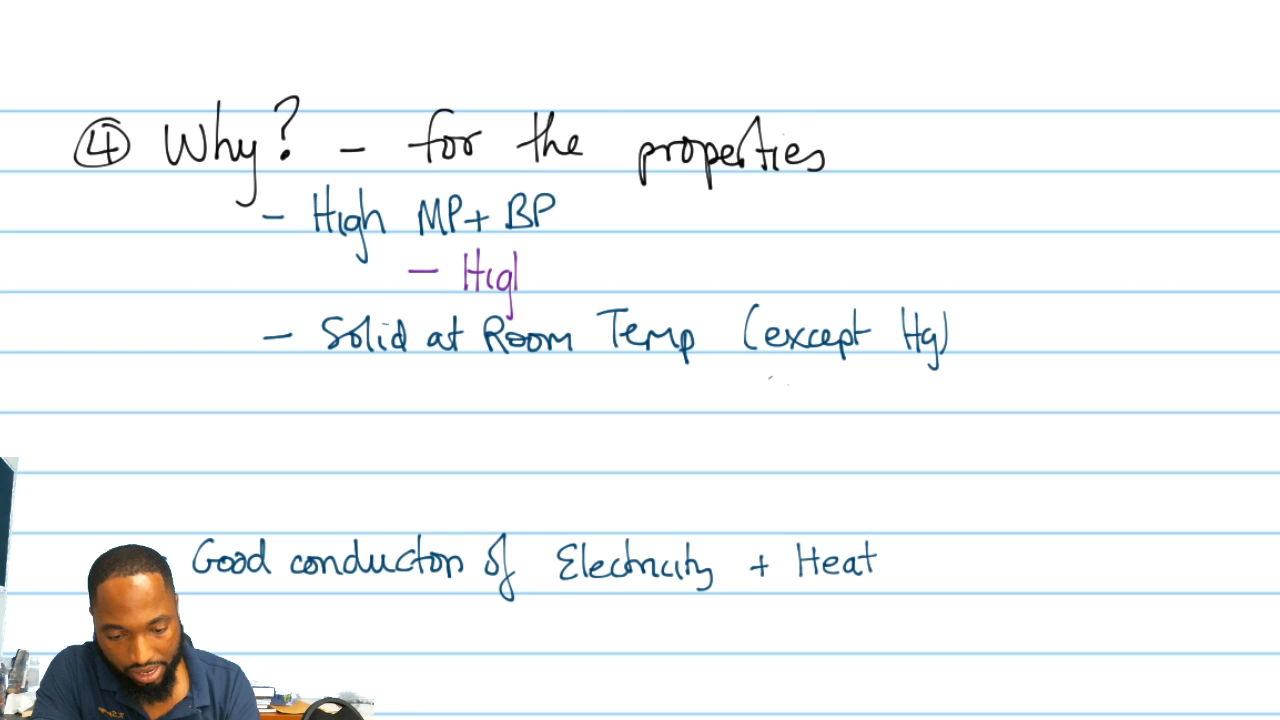 ④ Why? - for the properties
- High MP + BP
- Hig
- Solid at Room Temp (except Hg)
Good conductor of Electricity + Heat